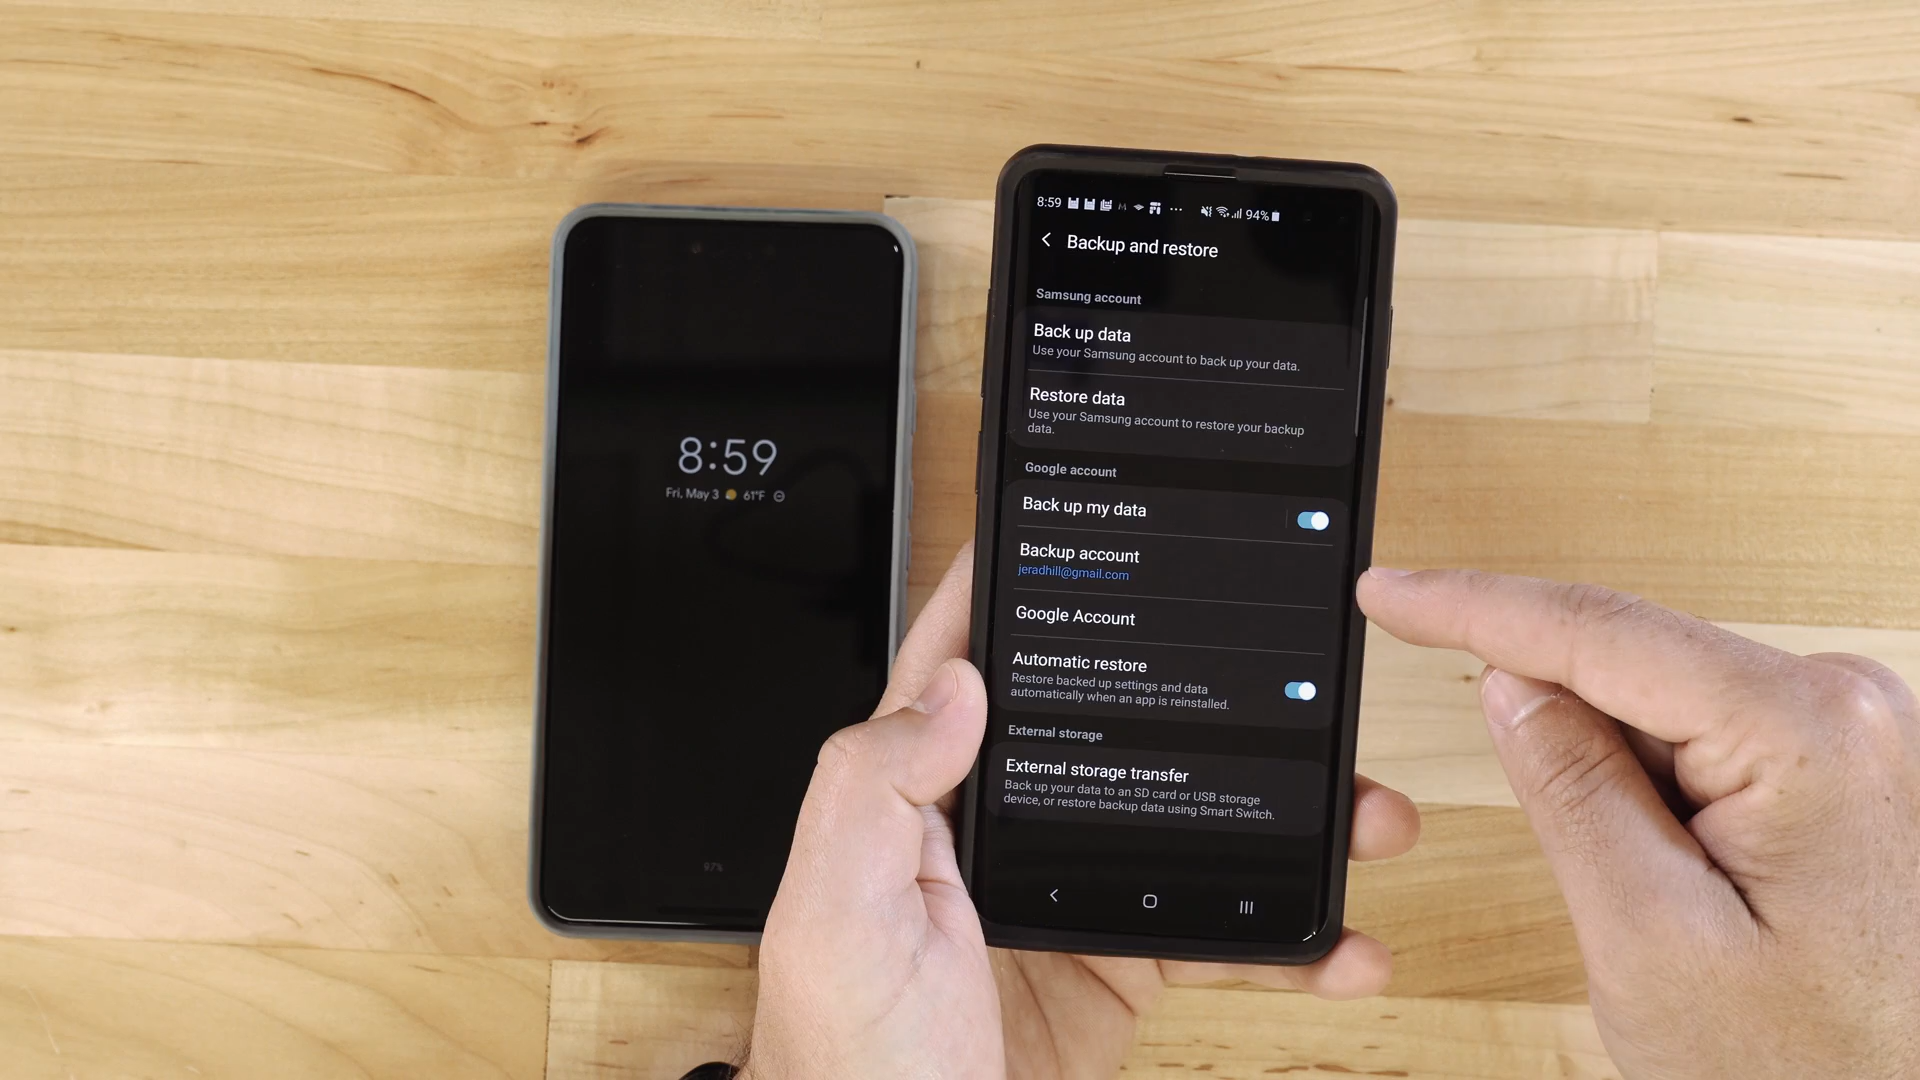 8:59
Fri, May 3 61°F
97%
8:59 94%
Backup and restore
Samsung account
Back up data
Use your Samsung account to back up your data.
Restore data
Use your Samsung account to restore your backup
data.
Google account
Back up my data
Backup account
jeradhill@gmail.com
Google Account
Automatic restore
Restore backed up settings and data
automatically when an app is reinstalled.
External storage
External storage transfer
Back up your data to an SD card or USB storage
device, or restore backup data using Smart Switch.